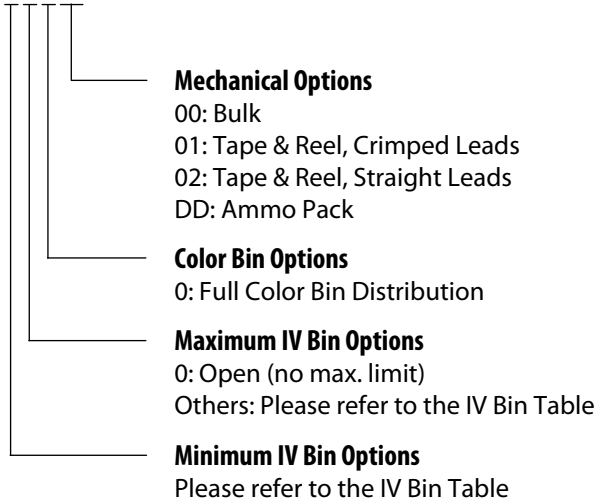 Mechanical Options
00: Bulk
01: Tape & Reel, Crimped Leads
02: Tape & Reel, Straight Leads
DD: Ammo Pack
Color Bin Options
0: Full Color Bin Distribution
Maximum IV Bin Options
0: Open (no max. limit)
Others: Please refer to the IV Bin Table
Minimum IV Bin Options
Please refer to the IV Bin Table